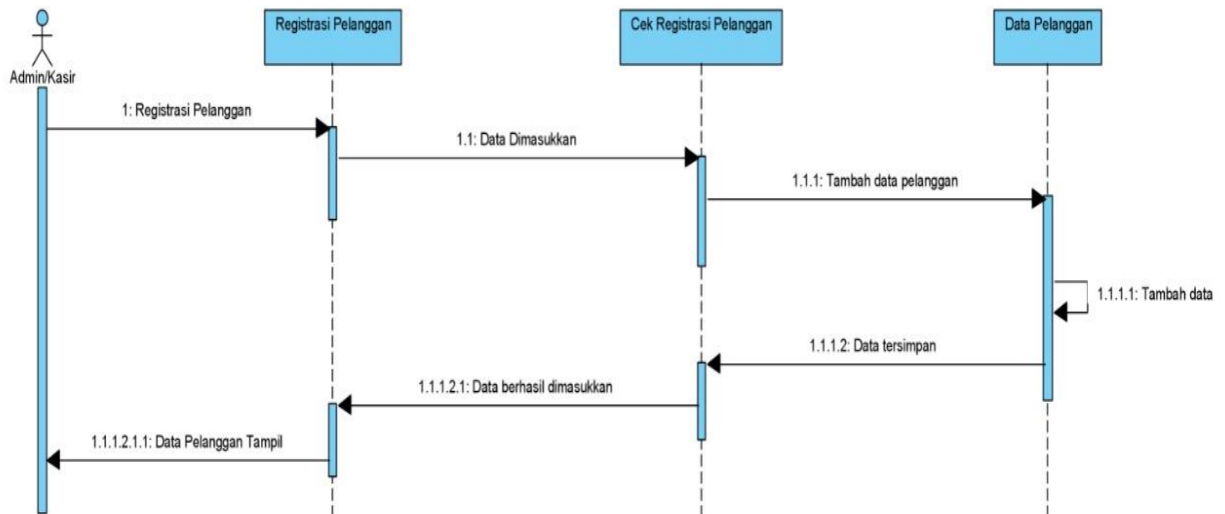 Registrasi Pelanggan
Cek Registrasi Pelanggan
Data Pelanggan
Admin/Kasir
1: Registrasi Pelanggan
1.1: Data Dimasukkan
1.1.1: Tambah data pelanggan
1.1.1.1: Tambah data
1.1.1.2: Data tersimpan
1.1.1.2.1: Data berhasil dimasukkan
1.1.1.2.1.1: Data Pelanggan Tampil